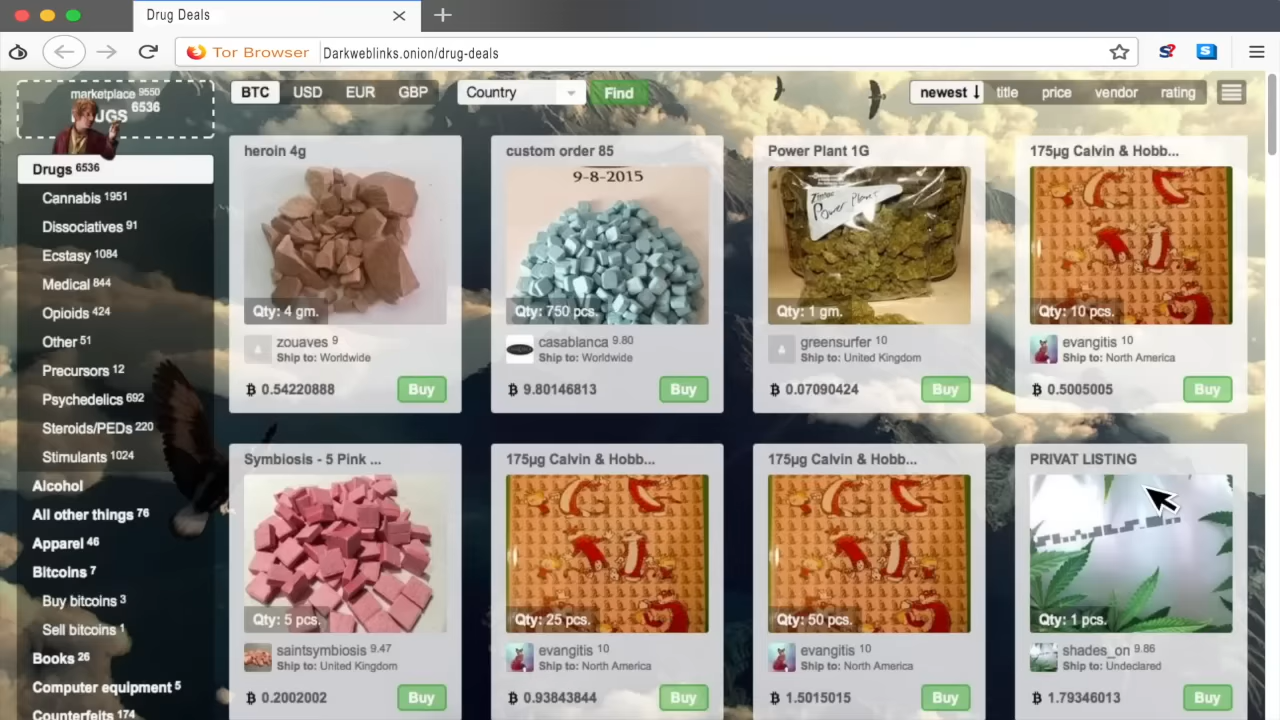 Drug Deals
Tor Browser Darkweblinks.onion/drug-deals
marketplace 9550
UGS 6536
BTC USD EUR GBP Country Find newest title price vendor rating
Drugs 6536
Cannabis 1951
Dissociatives 91
Ecstasy 1084
Medical 844
Opioids 424
Other 51
Precursors 12
Psychedelics 692
Steroids/PEDs 220
Stimulants 1024
Alcohol
All other things 76
Apparel 46
Bitcoins 7
Buy bitcoins 3
Sell bitcoins 1
Books 26
Computer equipment 5
Counterfeits 174
heroin 4g
Qty: 4 gm.
zouaves 9
Ship to: Worldwide
฿ 0.54220888 Buy
custom order 85
9-8-2015
Qty: 750 pcs.
casablanca 9.80
Ship to: Worldwide
฿ 9.80146813 Buy
Power Plant 1G
Power Plant
Qty: 1 gm.
greensurfer 10
Ship to: United Kingdom
฿ 0.07090424 Buy
175µg Calvin & Hobb...
Qty: 10 pcs.
evangitis 10
Ship to: North America
฿ 0.5005005 Buy
Symbiosis - 5 Pink ...
Qty: 5 pcs.
saintsymbiosis 9.47
Ship to: United Kingdom
฿ 0.2002002 Buy
175µg Calvin & Hobb...
Qty: 25 pcs.
evangitis 10
Ship to: North America
฿ 0.93843844 Buy
175µg Calvin & Hobb...
Qty: 50 pcs.
evangitis 10
Ship to: North America
฿ 1.5015015 Buy
PRIVAT LISTING
Qty: 1 pcs.
shades_on 9.86
Ship to: Undeclared
฿ 1.79346013 Buy